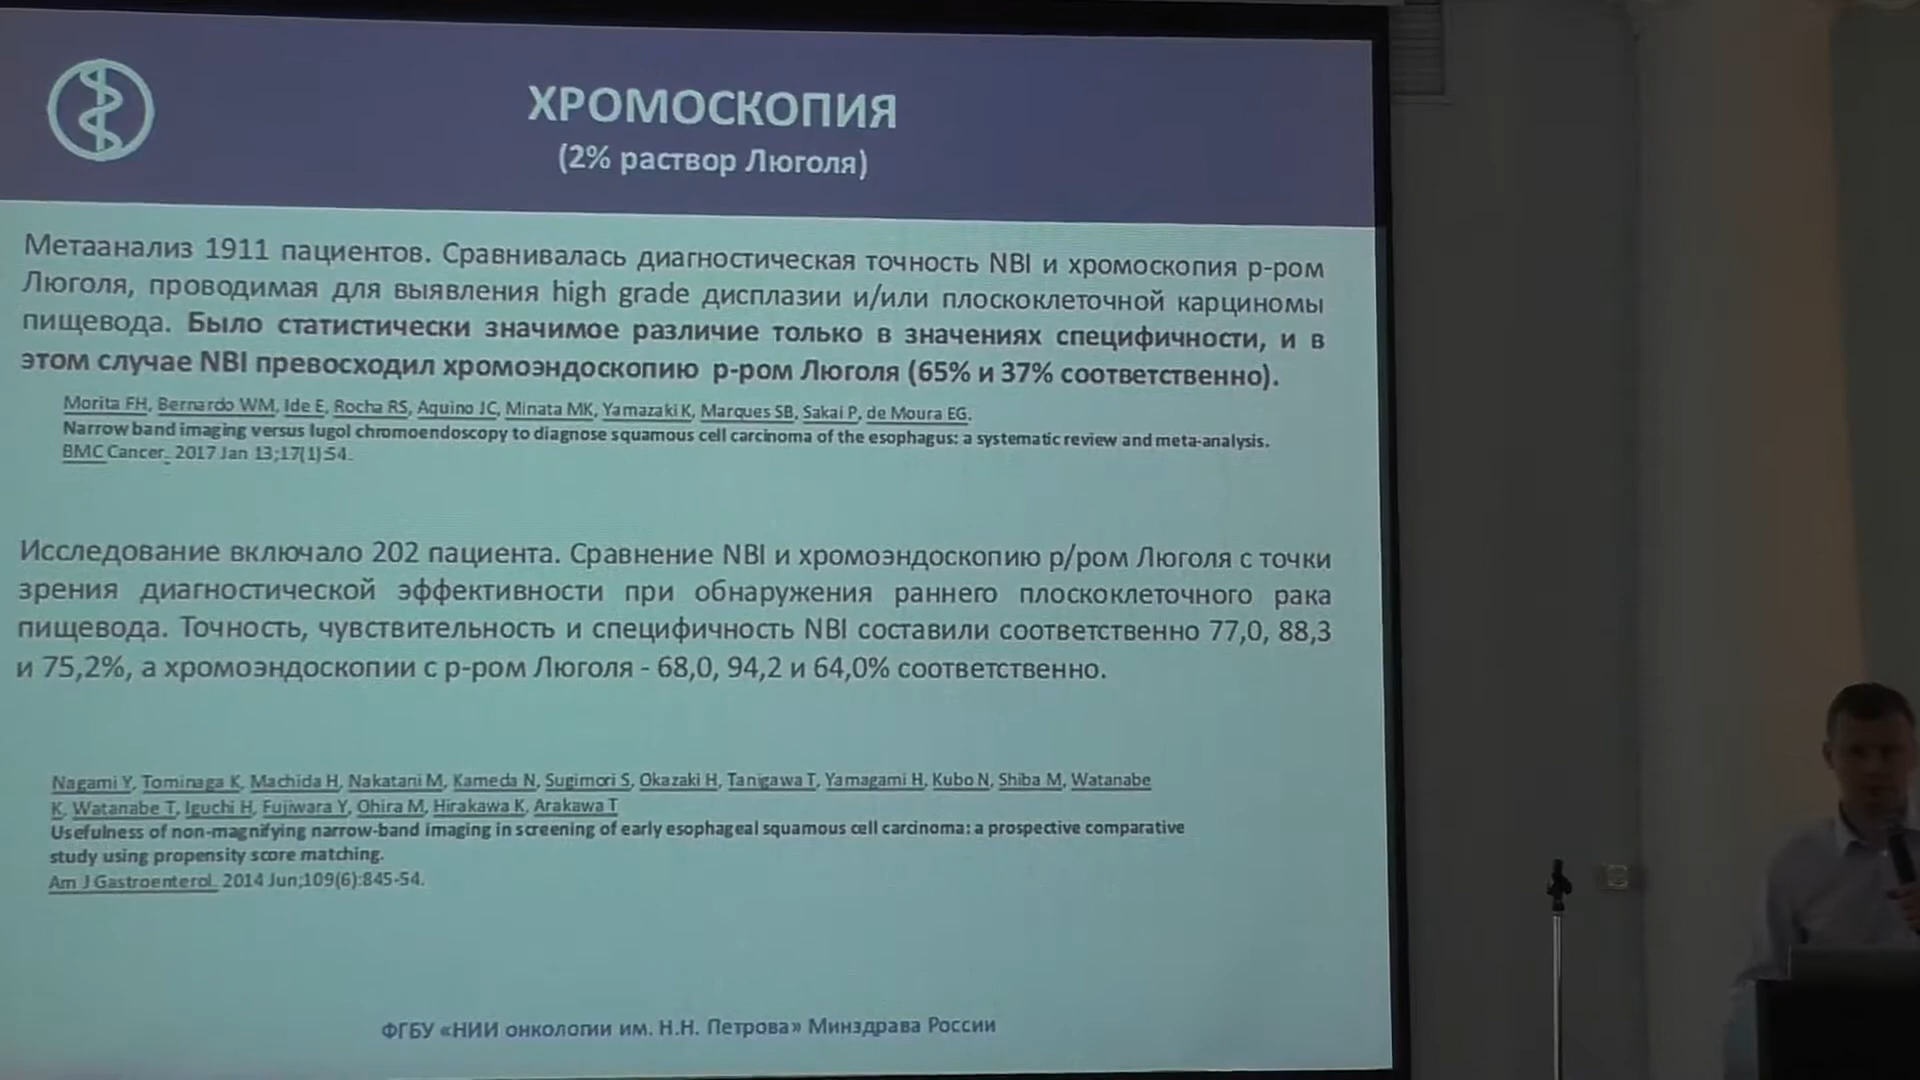 ХРОМОСКОПИЯ
(2% раствор Люголя)
Метаанализ 1911 пациентов. Сравнивалась диагностическая точность NBI и хромоскопия р-ром
Люголя, проводимая для выявления high grade дисплазии и/или плоскоклеточной карциномы
пищевода. Было статистически значимое различие только в значениях специфичности, и в
этом случае NBI превосходил хромоэндоскопию р-ром Люголя (65% и 37% соответственно).
Morita FH, Bernardo WM, Ide E, Rocha RS, Aquino JC, Minata MK, Yamazaki K, Marques SB, Sakai P, de Moura EG.
Narrow band imaging versus lugol chromoendoscopy to diagnose squamous cell carcinoma of the esophagus: a systematic review and meta-analysis.
BMC Cancer. 2017 Jan 13;17(1):54.
Исследование включало 202 пациента. Сравнение NBI и хромоэндоскопию р/ром Люголя с точки
зрения диагностической эффективности при обнаружения раннего плоскоклеточного рака
пищевода. Точность, чувствительность и специфичность NBI составили соответственно 77,0, 88,3
и 75,2%, а хромоэндоскопии с р-ром Люголя - 68,0, 94,2 и 64,0% соответственно.
Nagami Y, Tominaga K, Machida H, Nakatani M, Kameda N, Sugimori S, Okazaki H, Tanigawa T, Yamagami H, Kubo N, Shiba M, Watanabe
K, Watanabe T, Iguchi H, Fujiwara Y, Ohira M, Hirakawa K, Arakawa T
Usefulness of non-magnifying narrow-band imaging in screening of early esophageal squamous cell carcinoma: a prospective comparative
study using propensity score matching.
Am J Gastroenterol. 2014 Jun;109(6):845-54.
ФГБУ «НИИ онкологии им. Н.Н. Петрова» Минздрава России